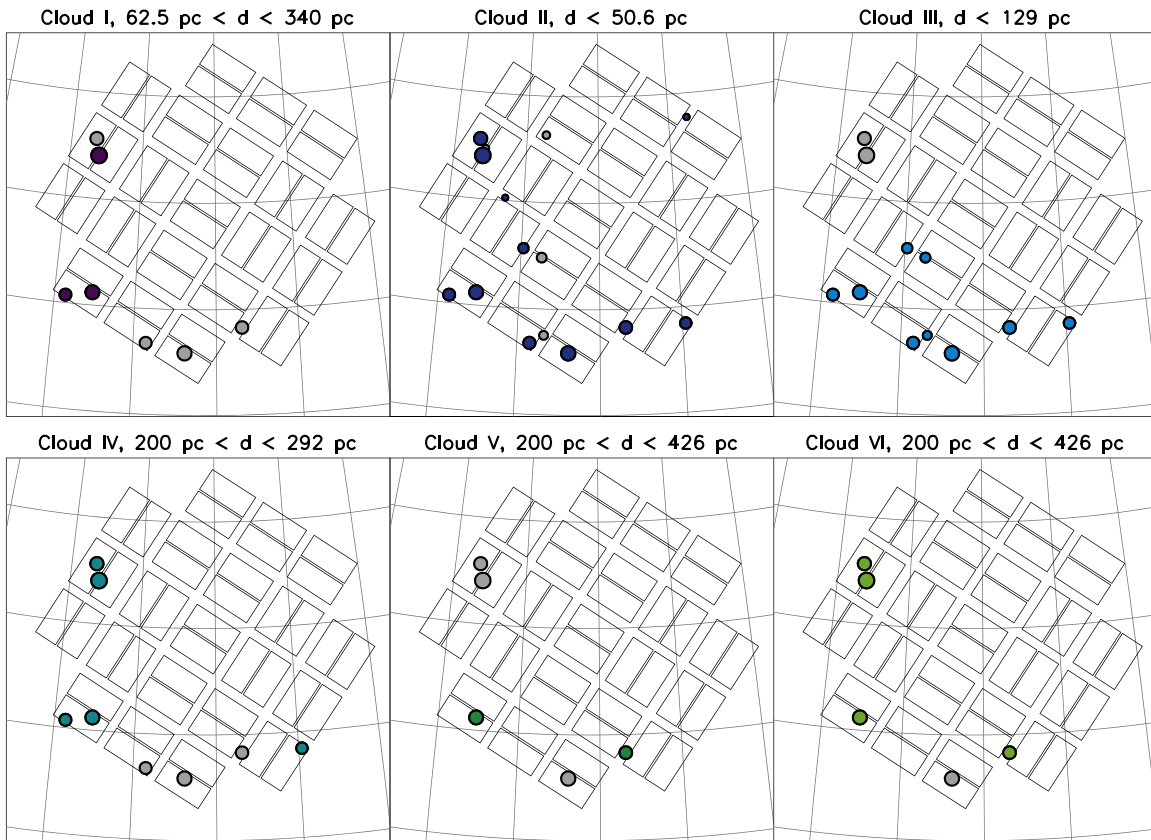 Cloud I, 62.5 pc < d < 340 pc
Cloud II, d < 50.6 pc
Cloud III, d < 129 pc
Cloud IV, 200 pc < d < 292 pc
Cloud V, 200 pc < d < 426 pc
Cloud VI, 200 pc < d < 426 pc